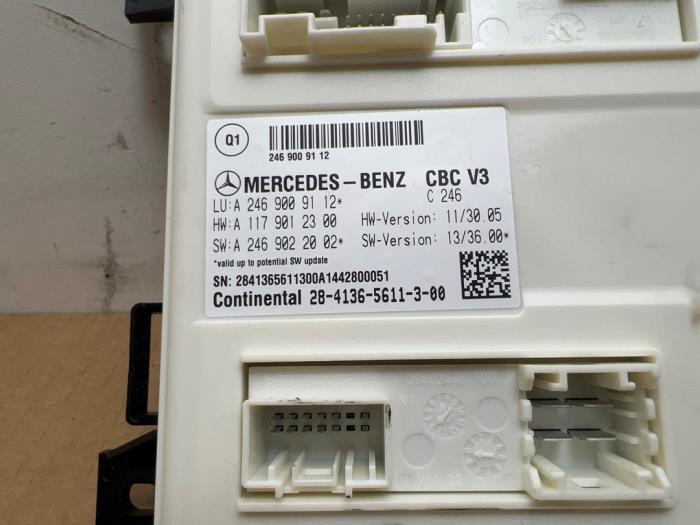 Q1
246 900 91 12
MERCEDES-BENZ CBC V3
C 246
LU:A 246 900 91 12*
HW:A 117 901 23 00 HW-Version: 11/30.05
SW:A 246 902 20 02* SW-Version: 13/36.00*
*valid up to potential SW update
SN: 2841365611300A1442800051
Continental 28-4136-5611-3-00
N1